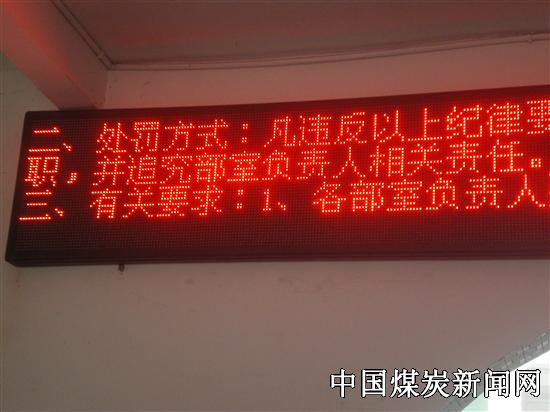 二、处罚方式：凡违反以上纪律要
职，并追究部室负责人相关责任.
三、有关要求：1、各部室负责人
中国煤炭新闻网